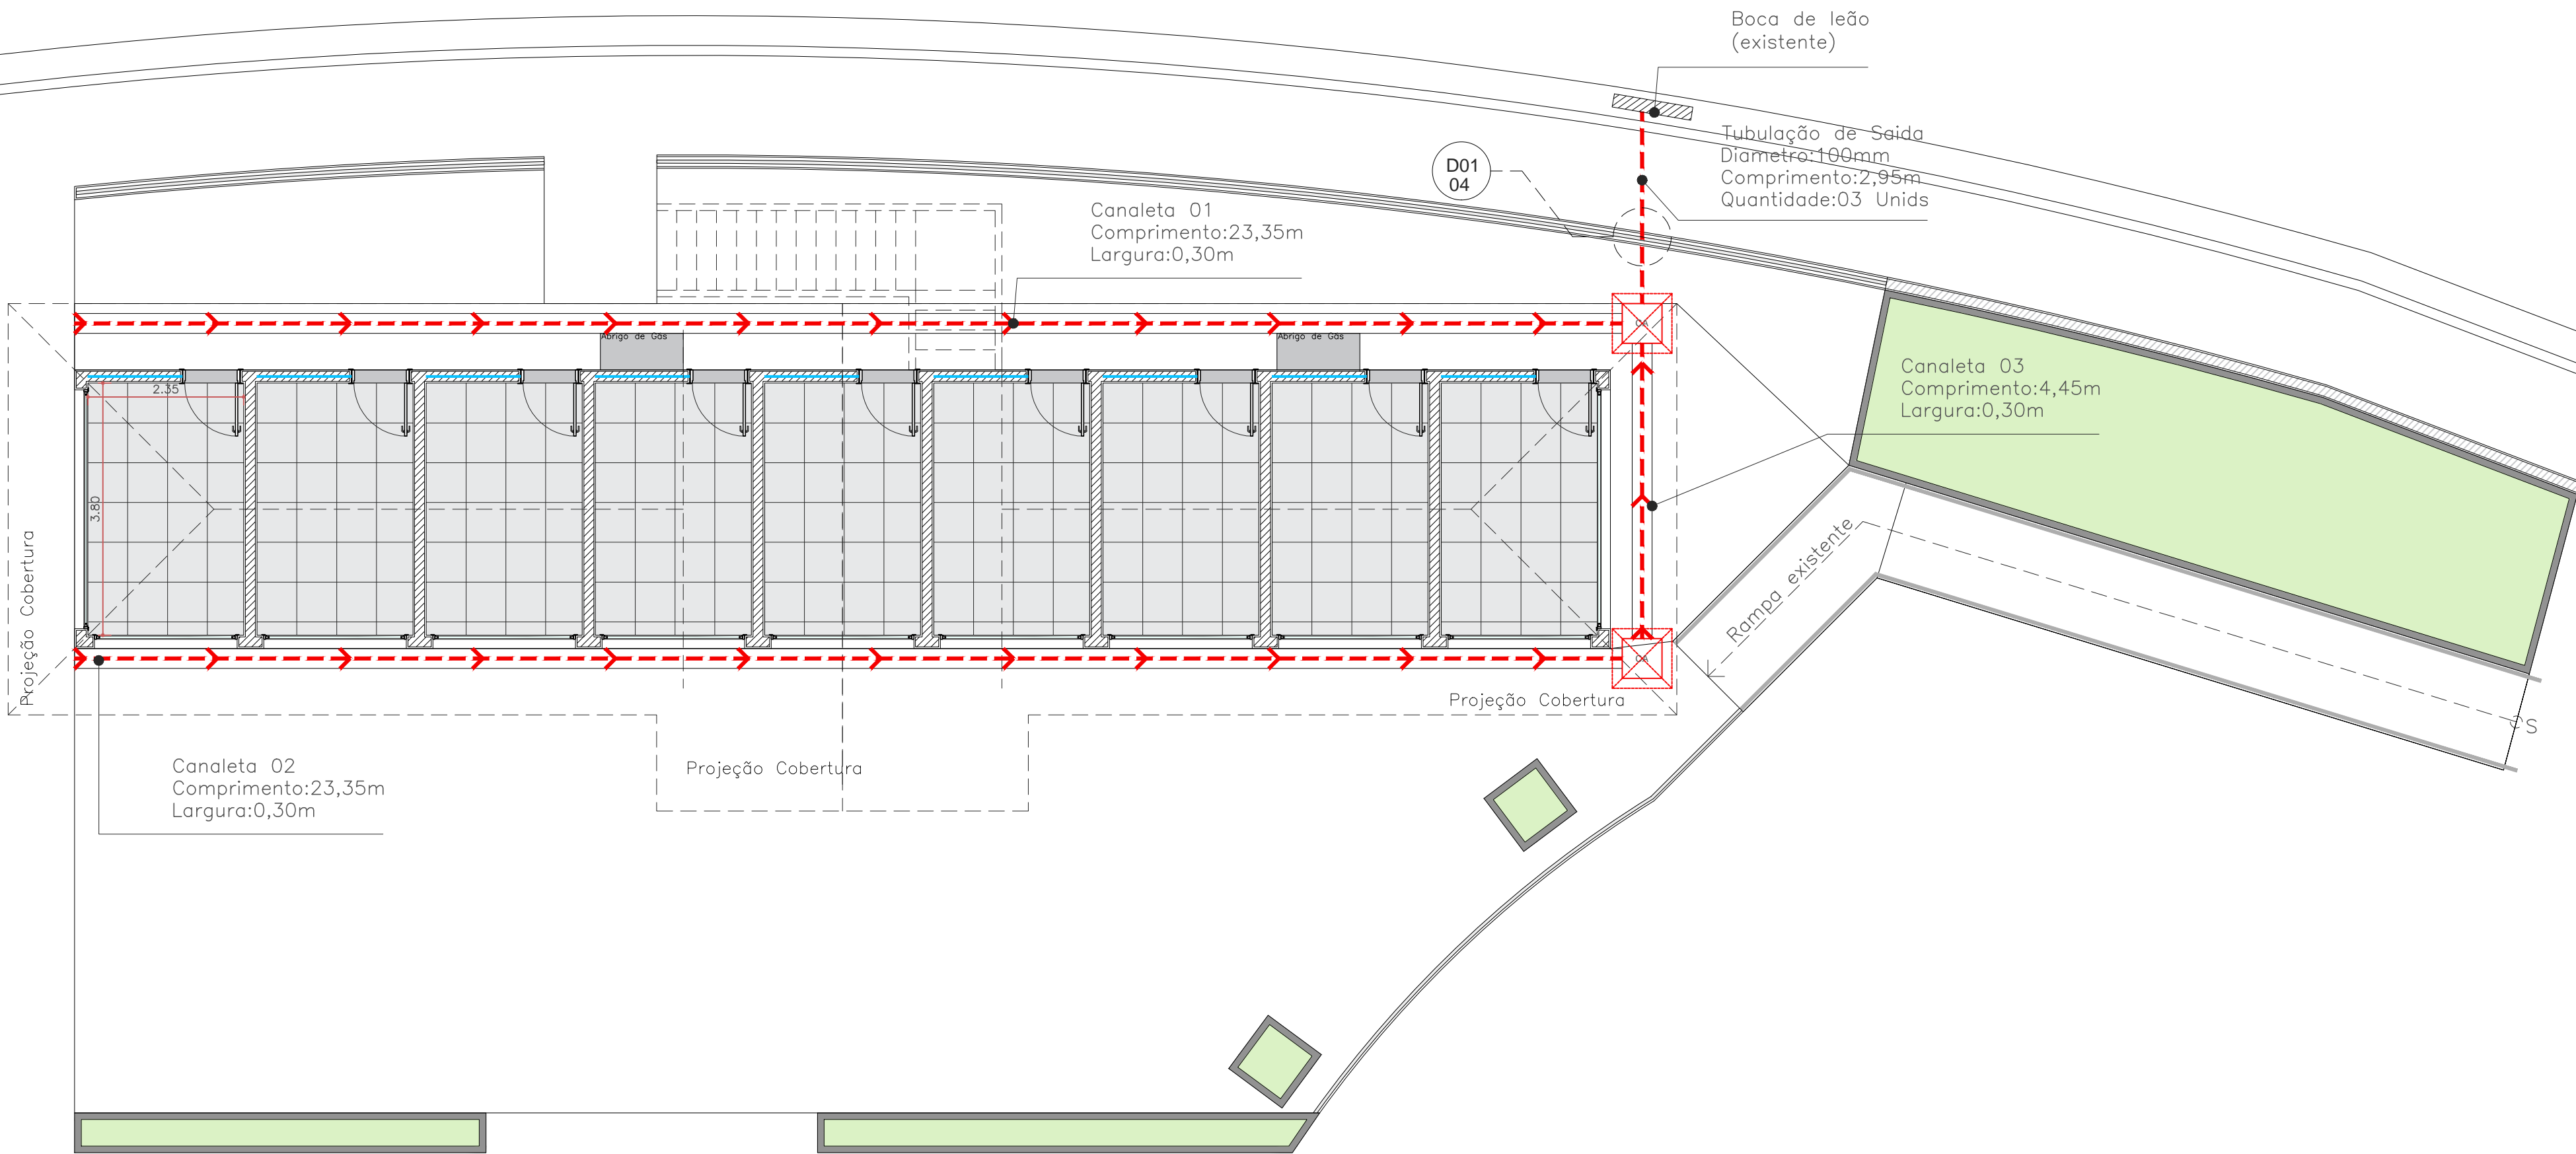 Boca de leão
(existente)
Tubulação de Saida
Diametro:100mm
Comprimento:2,95m
Quantidade:03 Unids
D01
04
Canaleta 01
Comprimento:23,35m
Largura:0,30m
Abrigo de Gás
Abrigo de Gás
CA
Canaleta 03
Comprimento:4,45m
Largura:0,30m
2.35
3.80
Projeção Cobertura
Rampa existente
CA
Projeção Cobertura
Projeção Cobertura
Canaleta 02
Comprimento:23,35m
Largura:0,30m
S